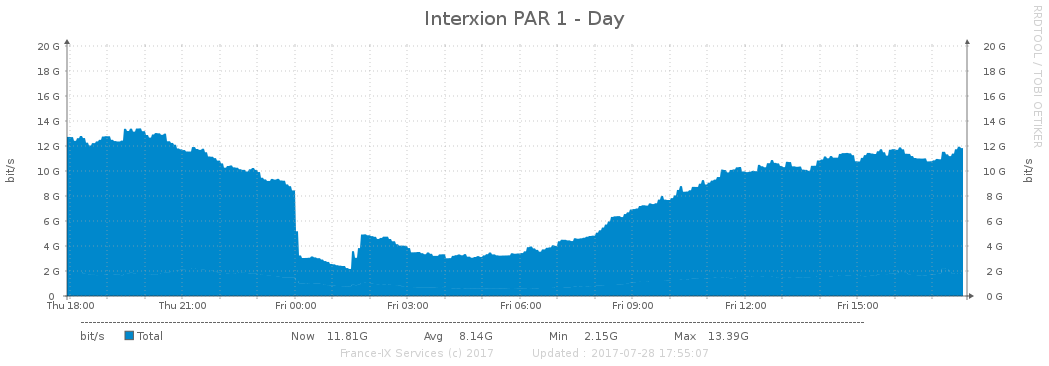 Interxion PAR 1 - Day
RRDTOOL / TOBI OETIKER
bit/s
20 G 20 G
18 G 18 G
16 G 16 G
14 G 14 G
12 G 12 G
10 G 10 G
8 G 8 G
6 G 6 G
4 G 4 G
2 G 2 G
0 0 G
bit/s
Thu 18:00 Thu 21:00 Fri 00:00 Fri 03:00 Fri 06:00 Fri 09:00 Fri 12:00 Fri 15:00
bit/s Total Now 11.81G Avg 8.14G Min 2.15G Max 13.39G
France-IX Services (c) 2017 Updated : 2017-07-28 17:55:07